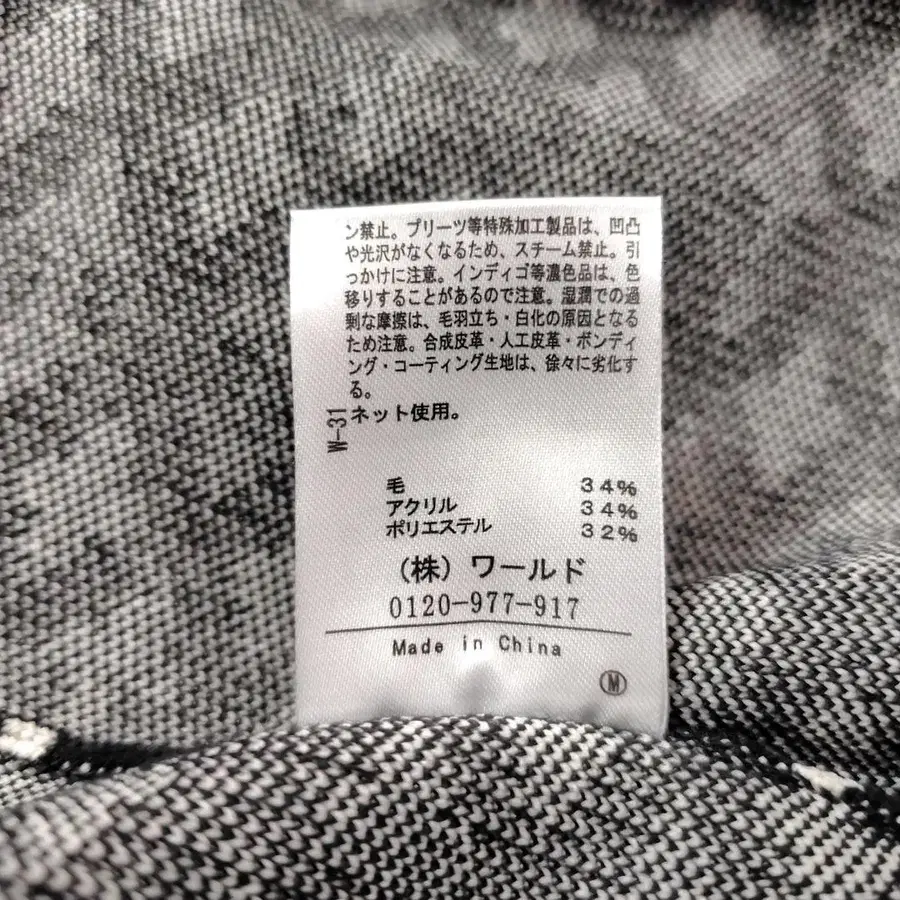 ン禁止。プリーツ等特殊加工製品は、凹凸
や光沢がなくなるため、スチーム禁止。引
っかけに注意。インディゴ等濃色品は、色
移りすることがあるので注意。湿潤での過
剰な摩擦は、毛羽立ち・白化の原因となる
ため注意。合成皮革・人工皮革・ボンディ
ング・コーティング生地は、徐々に劣化す
る。
ネット使用。
W-31
毛 34%
アクリル 34%
ポリエステル 32%
（株）ワールド
0120-977-917
Made in China
M